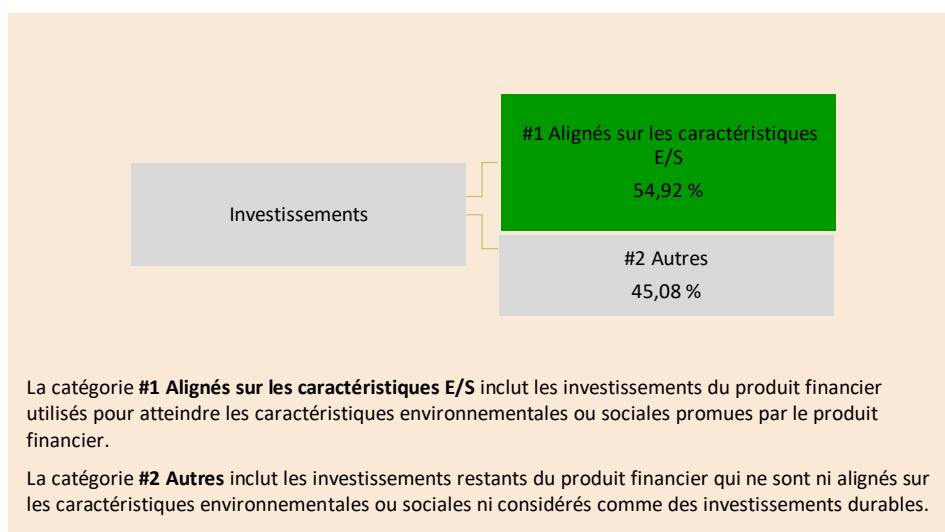 #1 Alignés sur les caractéristiques
E/S
54,92 %
Investissements
#2 Autres
45,08 %
La catégorie #1 Alignés sur les caractéristiques E/S inclut les investissements du produit financier
utilisés pour atteindre les caractéristiques environnementales ou sociales promues par le produit
financier.
La catégorie #2 Autres inclut les investissements restants du produit financier qui ne sont ni alignés sur
les caractéristiques environnementales ou sociales ni considérés comme des investissements durables.